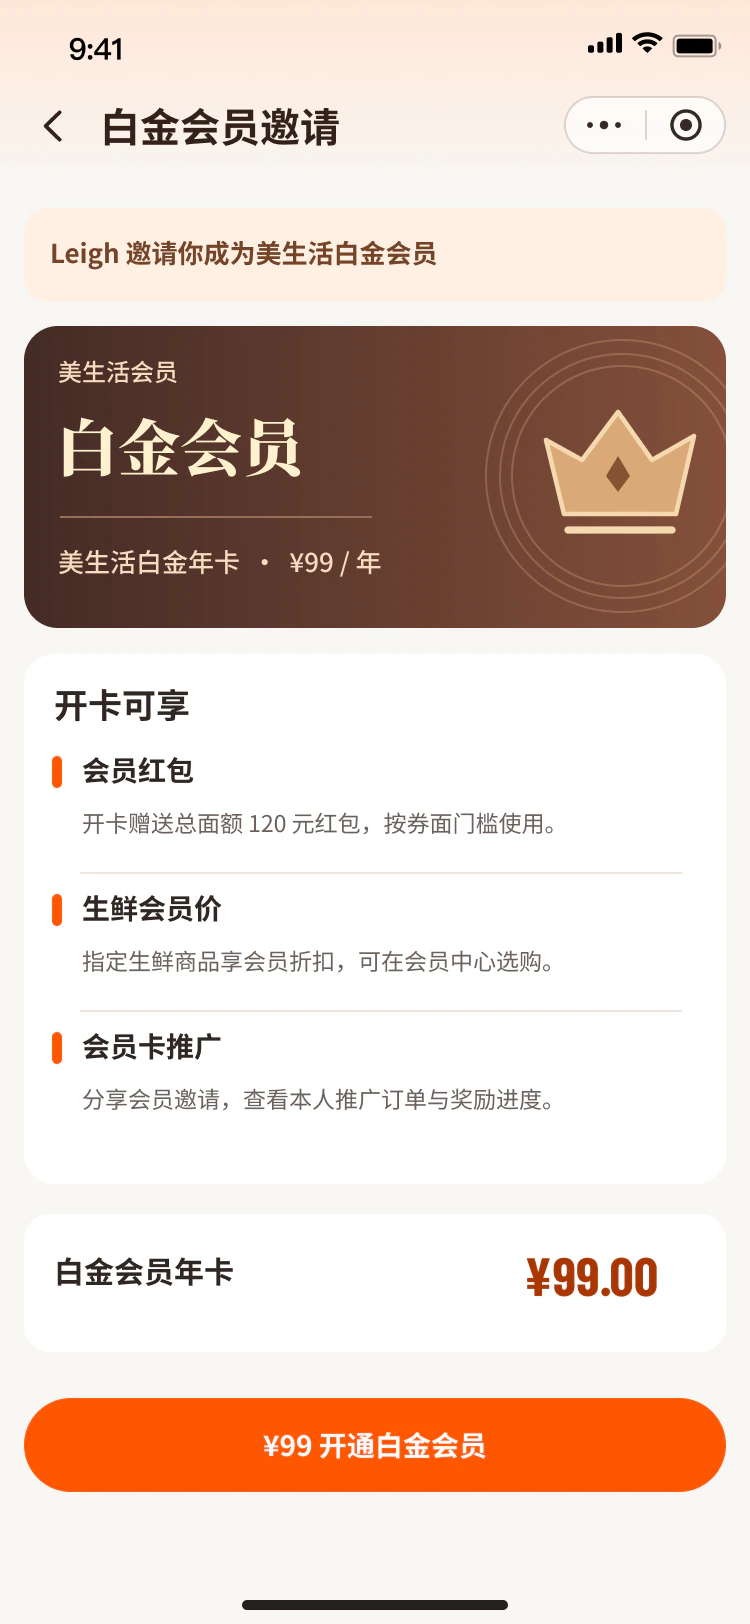 9:41
白金会员邀请
Leigh 邀请你成为美生活白金会员
美生活会员
白金会员
美生活白金年卡 · ¥99 / 年
开卡可享
会员红包
开卡赠送总面额 120 元红包，按券面门槛使用。
生鲜会员价
指定生鲜商品享会员折扣，可在会员中心选购。
会员卡推广
分享会员邀请，查看本人推广订单与奖励进度。
白金会员年卡
¥99.00
¥99 开通白金会员